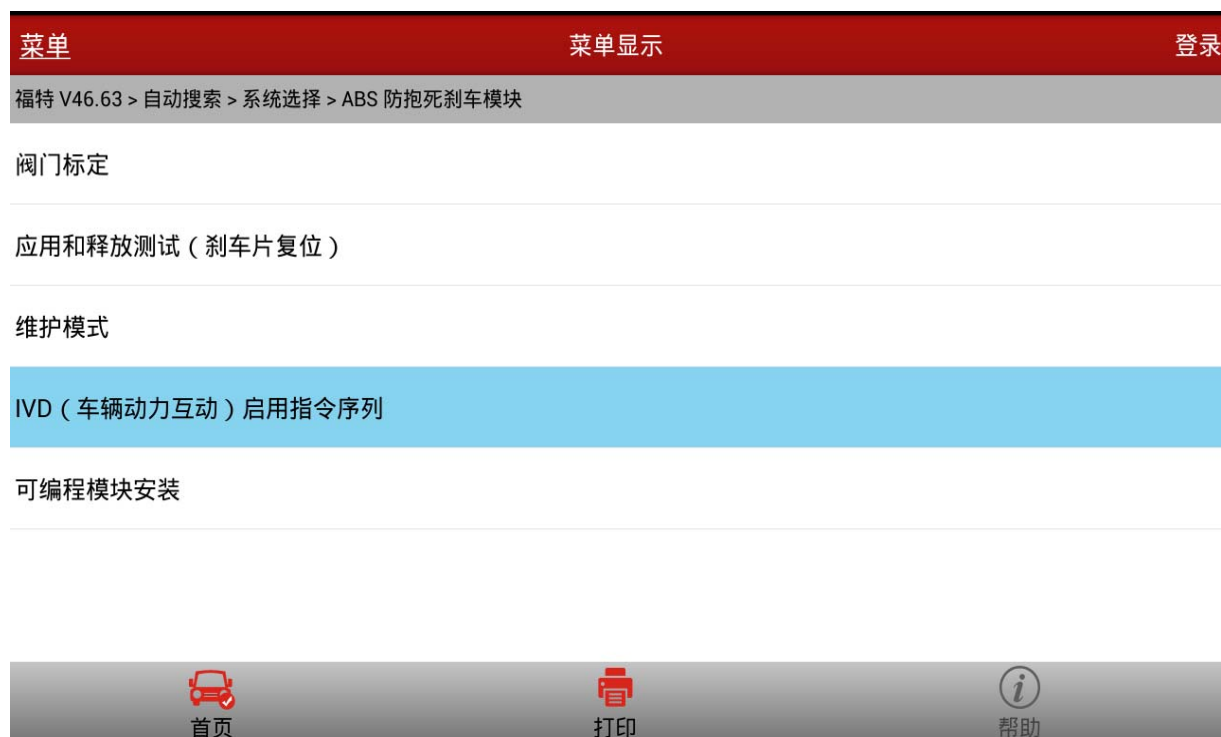 菜单 菜单显示 登录
福特 V46.63 > 自动搜索 > 系统选择 > ABS 防抱死刹车模块
阀门标定
应用和释放测试（刹车片复位）
维护模式
IVD（车辆动力互动）启用指令序列
可编程模块安装
首页 打印 帮助